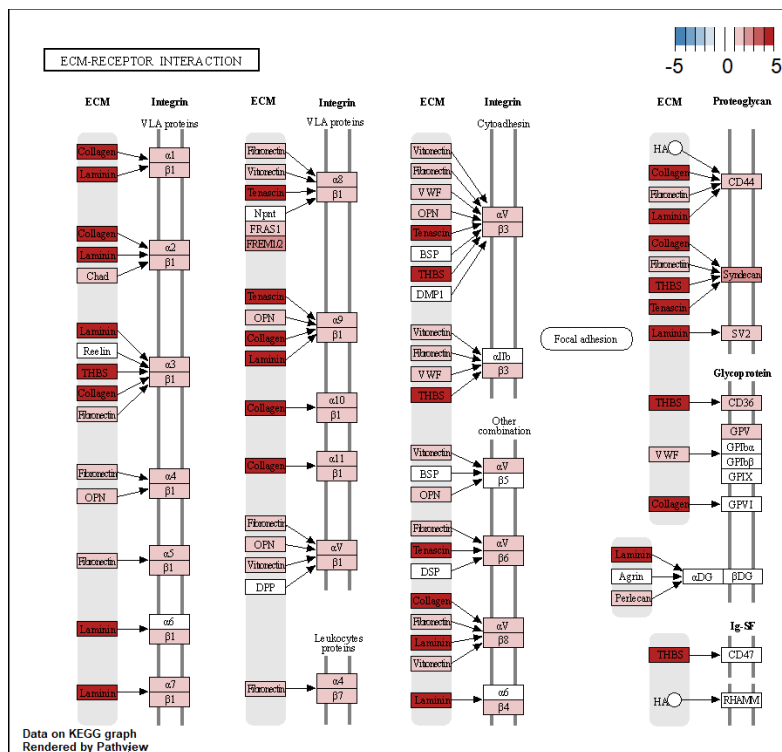 ECM-RECEPTOR INTERACTION
-5 0 5
ECM Integrin
VLA proteins
Collagen
Laminin
α1
β1
Collagen
Laminin
Chad
α2
β1
Laminin
Reelin
THBS
Collagen
Fibronectin
α3
β1
Fibronectin
OPN
α4
β1
Fibronectin
α5
β1
Laminin
α6
β1
Laminin
α7
β1
ECM Integrin
VLA proteins
Fibronectin
Vitronectin
Tenascin
Npnt
FRAS1
FREM1/2
α8
β1
Tenascin
OPN
Collagen
Laminin
α9
β1
Collagen
α10
β1
Collagen
α11
β1
Fibronectin
OPN
Vitronectin
DPP
αV
β1
Leukocytes
proteins
Fibronectin
α4
β7
ECM Integrin
Cytoadhesin
Vitronectin
Fibronectin
VWF
OPN
Tenascin
BSP
THBS
DMP1
αV
β3
Vitronectin
Fibronectin
VWF
THBS
αIIb
β3
Other
combination
Vitronectin
BSP
OPN
αV
β5
Fibronectin
Tenascin
DSP
αV
β6
Collagen
Fibronectin
Laminin
Vitronectin
αV
β8
Laminin
α6
β4
Focal adhesion
ECM Proteoglycan
HA
Collagen
Fibronectin
Laminin
CD44
Collagen
Fibronectin
THBS
Tenascin
Syndecan
Laminin
SV2
Glycoprotein
THBS
CD36
VWF
GPV
GPIbα
GPIbβ
GPIX
Collagen
GPVI
Laminin
Agrin
Perlecan
αDG βDG
Ig-SF
THBS
CD47
HA
RHAMM
Data on KEGG graph
Rendered by Pathview